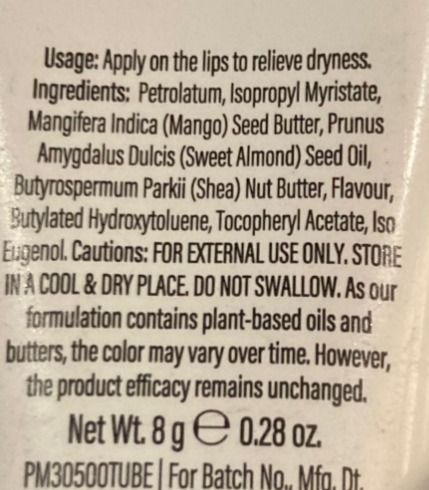 Usage: Apply on the lips to relieve dryness.
Ingredients: Petrolatum, Isopropyl Myristate,
Mangifera Indica (Mango) Seed Butter, Prunus
Amygdalus Dulcis (Sweet Almond) Seed Oil,
Butyrospermum Parkii (Shea) Nut Butter, Flavour,
Butylated Hydroxytoluene, Tocopheryl Acetate, Iso
Eugenol. Cautions: FOR EXTERNAL USE ONLY. STORE
IN A COOL & DRY PLACE. DO NOT SWALLOW. As our
formulation contains plant-based oils and
butters, the color may vary over time. However,
the product efficacy remains unchanged.
Net Wt. 8 g ℮ 0.28 oz.
PM30500TUBE | For Batch No., Mfg. Dt.